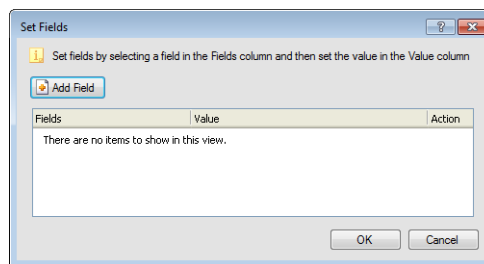 Set Fields
Set fields by selecting a field in the Fields column and then set the value in the Value column
Add Field
Fields Value Action
There are no items to show in this view.
OK Cancel